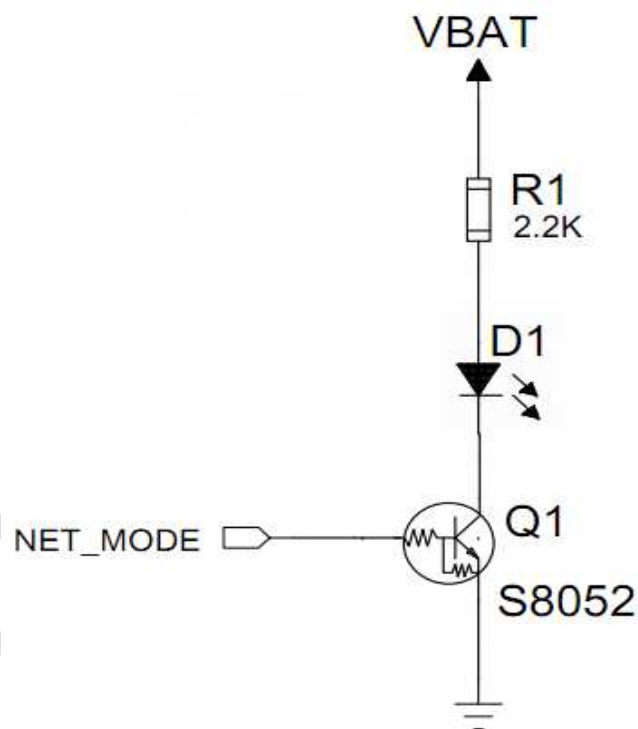 VBAT
R1
2.2K
D1
NET_MODE
Q1
S8052